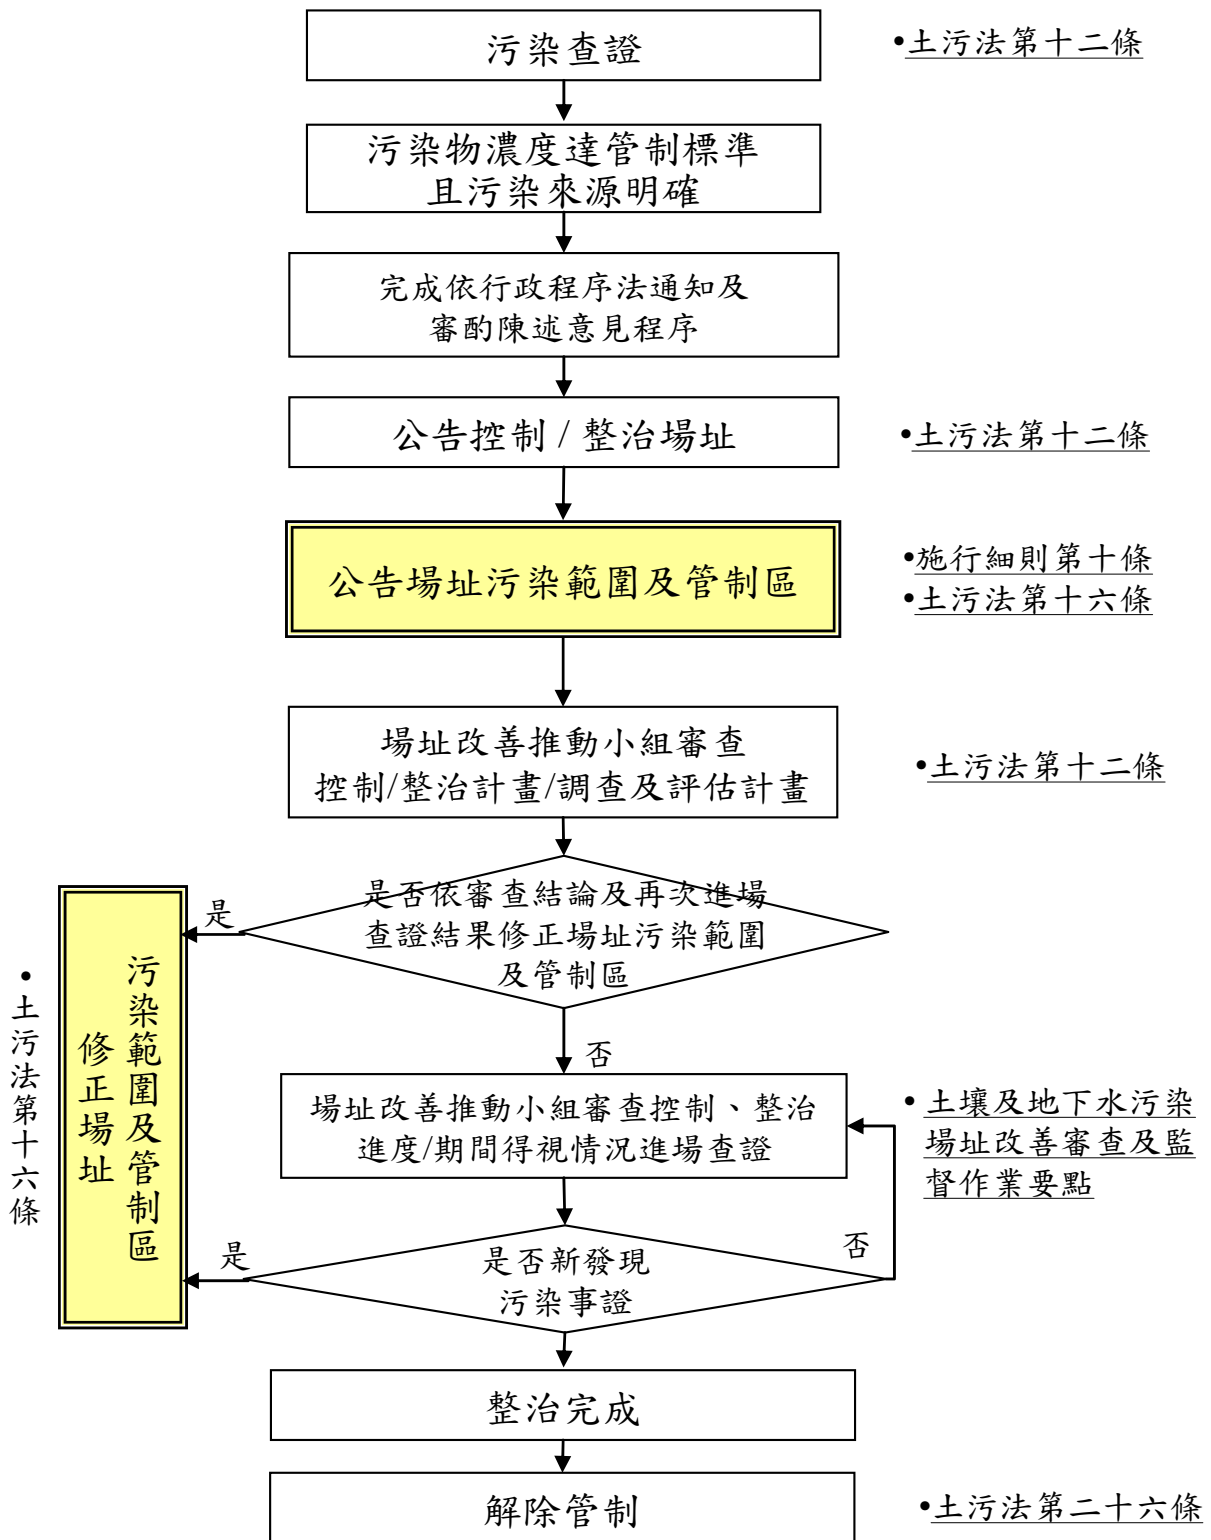 污染查證
•土污法第十二條
污染物濃度達管制標準
且污染來源明確
完成依行政程序法通知及
審酌陳述意見程序
公告控制 / 整治場址
•土污法第十二條
公告場址污染範圍及管制區
•施行細則第十條
•土污法第十六條
場址改善推動小組審查
控制/整治計畫/調查及評估計畫
•土污法第十二條
是否依審查結論及再次進場
查證結果修正場址污染範圍
及管制區
是
否
修正場址
污染範圍及管制區
•土污法第十六條
場址改善推動小組審查控制、整治
進度/期間得視情況進場查證
•土壤及地下水污染
場址改善審查及監
督作業要點
是否新發現
污染事證
是
否
整治完成
解除管制
•土污法第二十六條